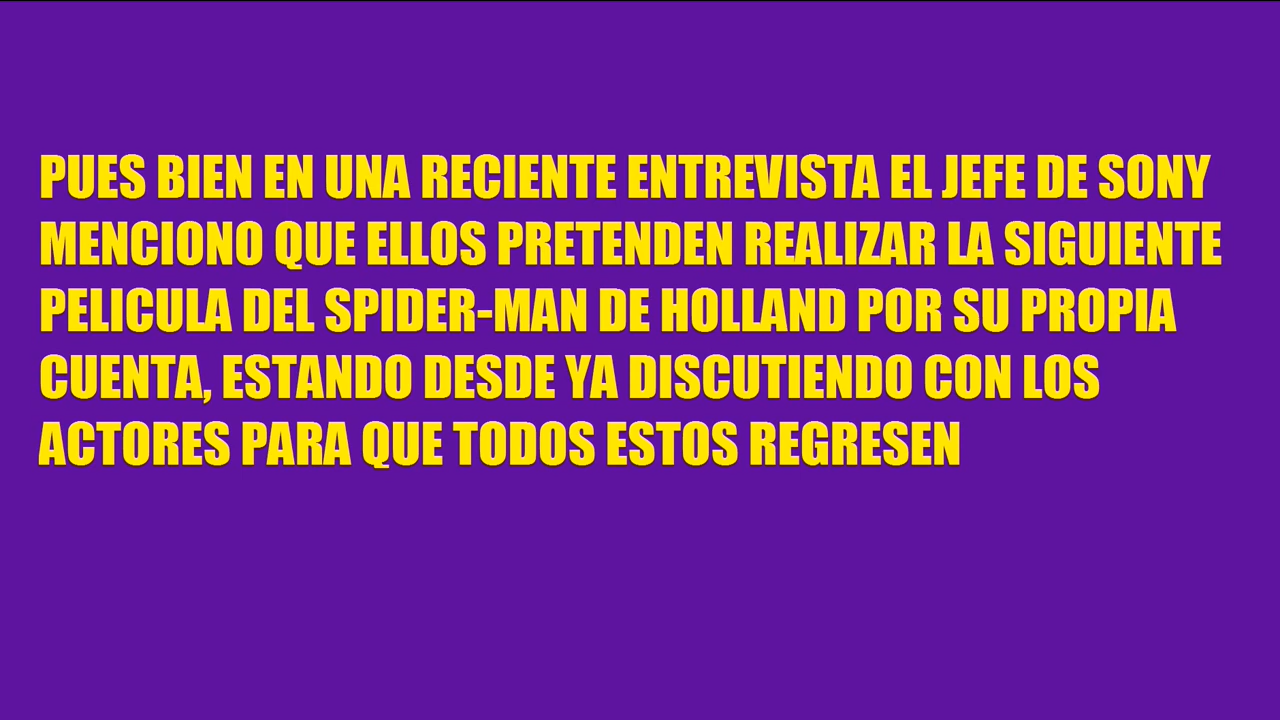 PUES BIEN EN UNA RECIENTE ENTREVISTA EL JEFE DE SONY
MENCIONO QUE ELLOS PRETENDEN REALIZAR LA SIGUIENTE
PELICULA DEL SPIDER-MAN DE HOLLAND POR SU PROPIA
CUENTA, ESTANDO DESDE YA DISCUTIENDO CON LOS
ACTORES PARA QUE TODOS ESTOS REGRESEN